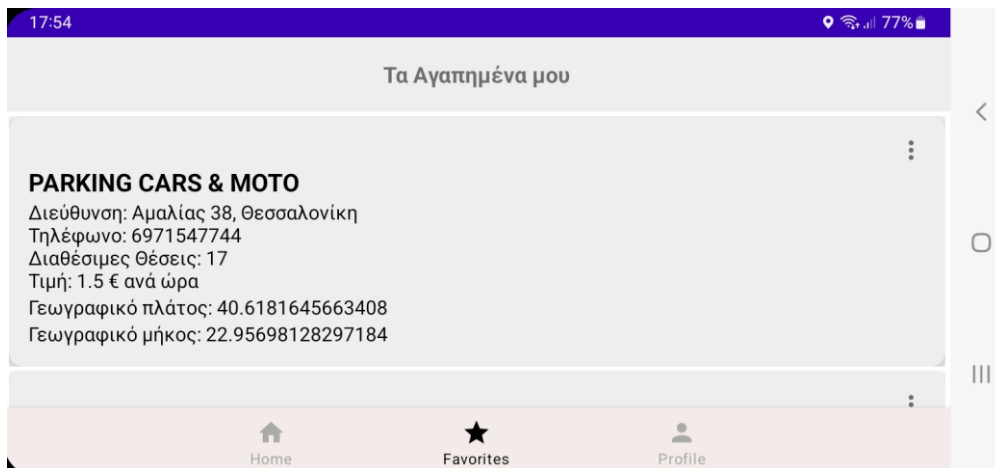 17:54
77%
Τα Αγαπημένα μου
PARKING CARS & MOTO
Διεύθυνση: Αμαλίας 38, Θεσσαλονίκη
Τηλέφωνο: 6971547744
Διαθέσιμες Θέσεις: 17
Τιμή: 1.5 € ανά ώρα
Γεωγραφικό πλάτος: 40.6181645663408
Γεωγραφικό μήκος: 22.95698128297184
Home
Favorites
Profile